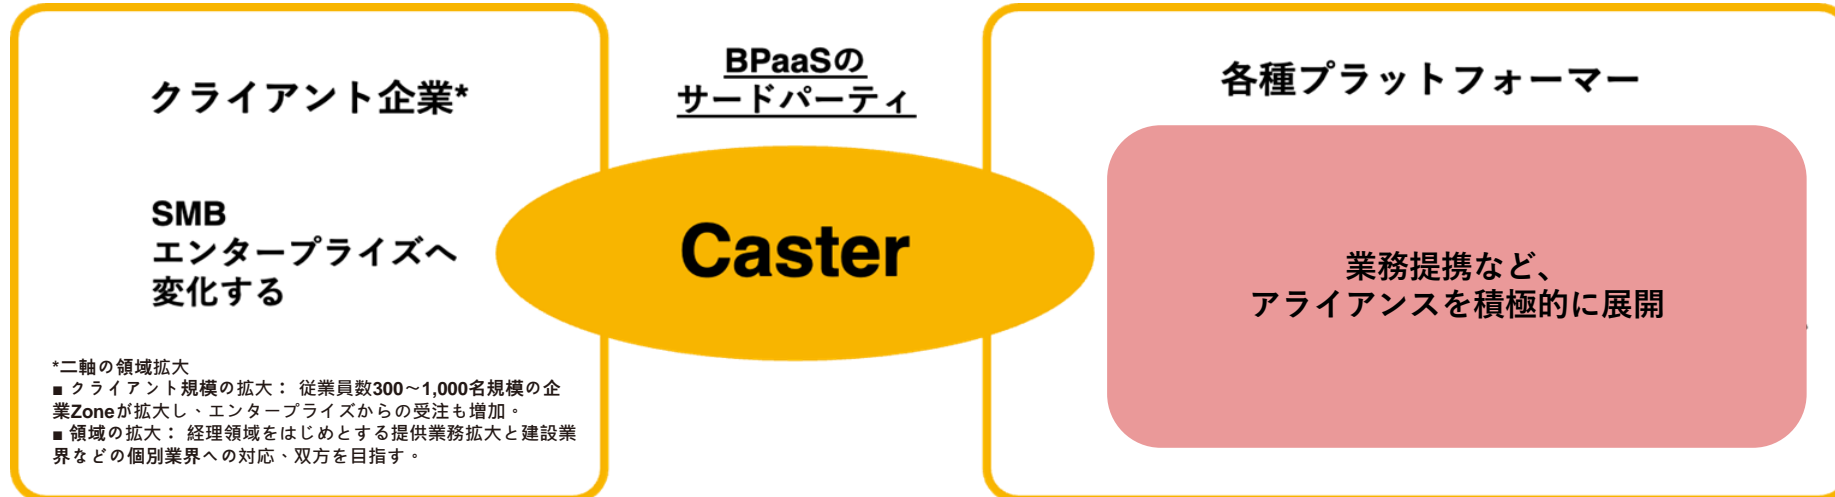 クライアント企業*
SMB
エンタープライズへ
変化する
*二軸の領域拡大
■ クライアント規模の拡大： 従業員数300～1,000名規模の企
業Zoneが拡大し、エンタープライズからの受注も増加。
■ 領域の拡大： 経理領域をはじめとする提供業務拡大と建設業
界などの個別業界への対応、双方を目指す。
BPaaSの
サードパーティ
Caster
各種プラットフォーマー
業務提携など、
アライアンスを積極的に展開